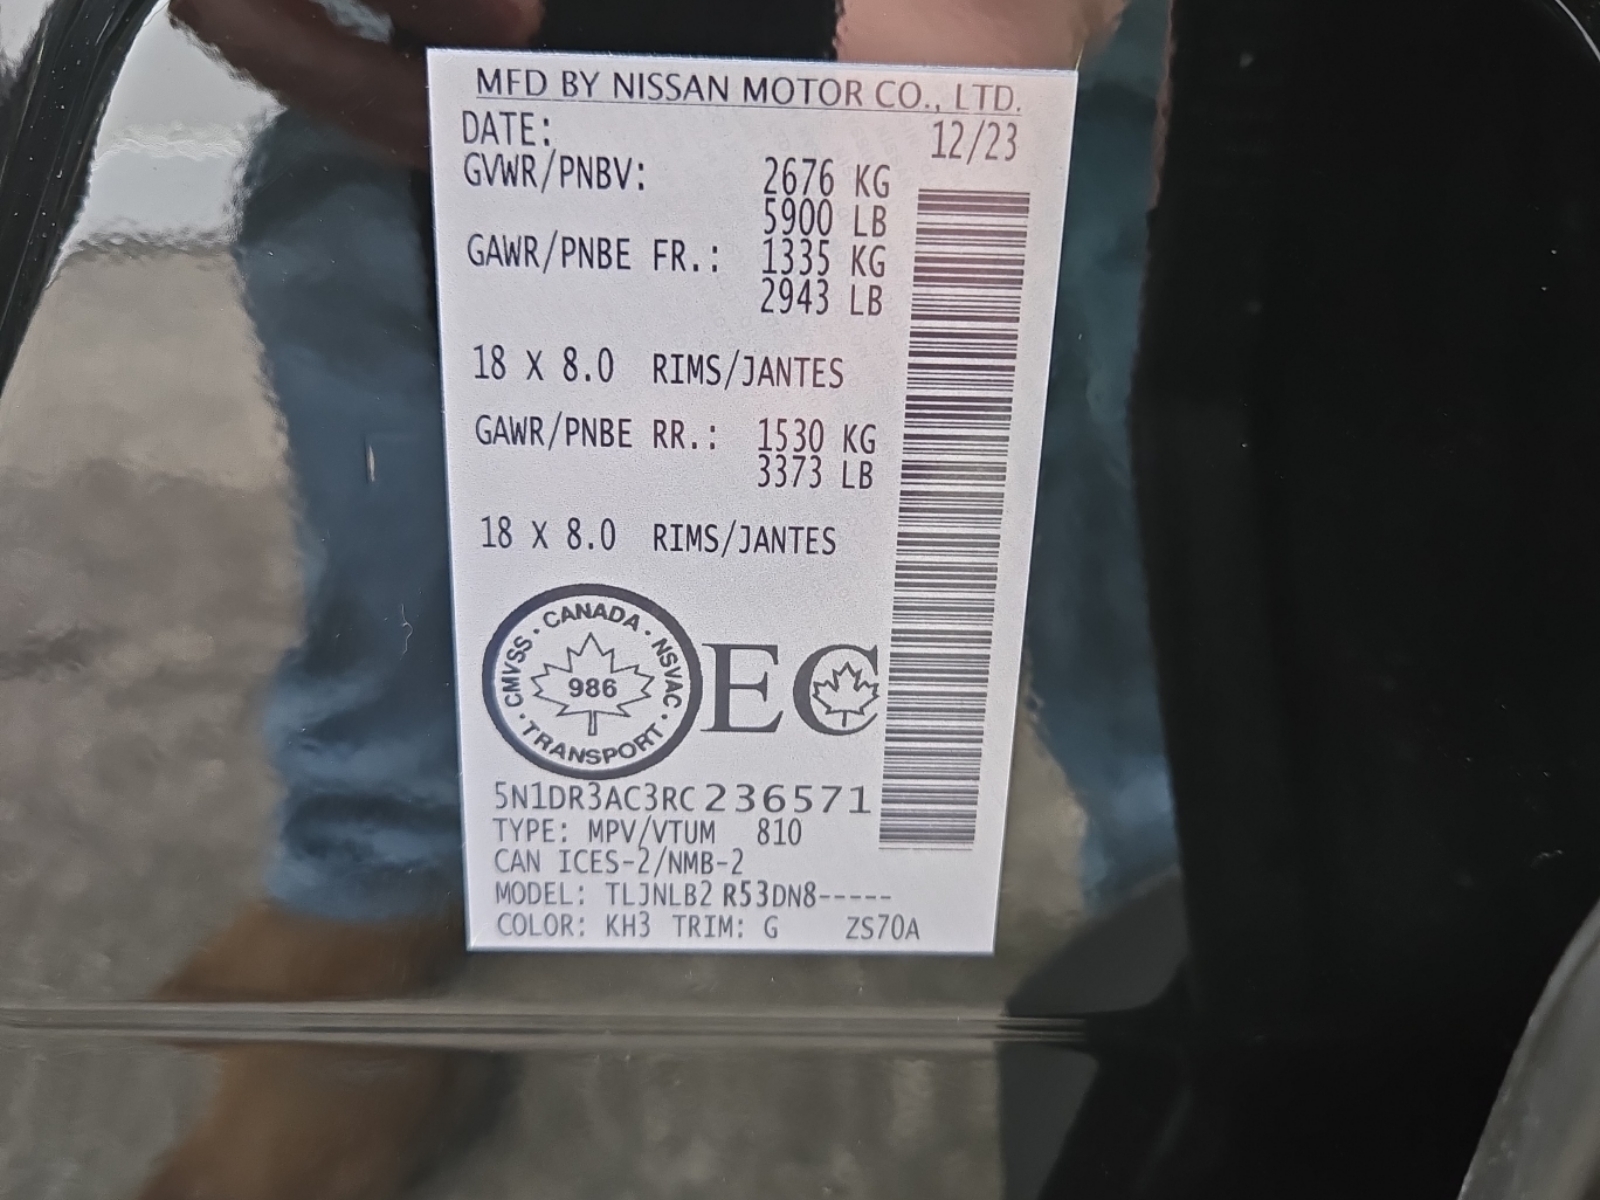 MFD BY NISSAN MOTOR CO., LTD.
DATE: 12/23
GVWR/PNBV: 2676 KG
5900 LB
GAWR/PNBE FR.: 1335 KG
2943 LB
18 X 8.0 RIMS/JANTES
GAWR/PNBE RR.: 1530 KG
3373 LB
18 X 8.0 RIMS/JANTES
CMVSS · CANADA · NSVAC · TRANSPORT ·
986
EC
5N1DR3AC3RC236571
TYPE: MPV/VTUM 810
CAN ICES-2/NMB-2
MODEL: TLJNLB2 R53DN8-----
COLOR: KH3 TRIM: G ZS70A